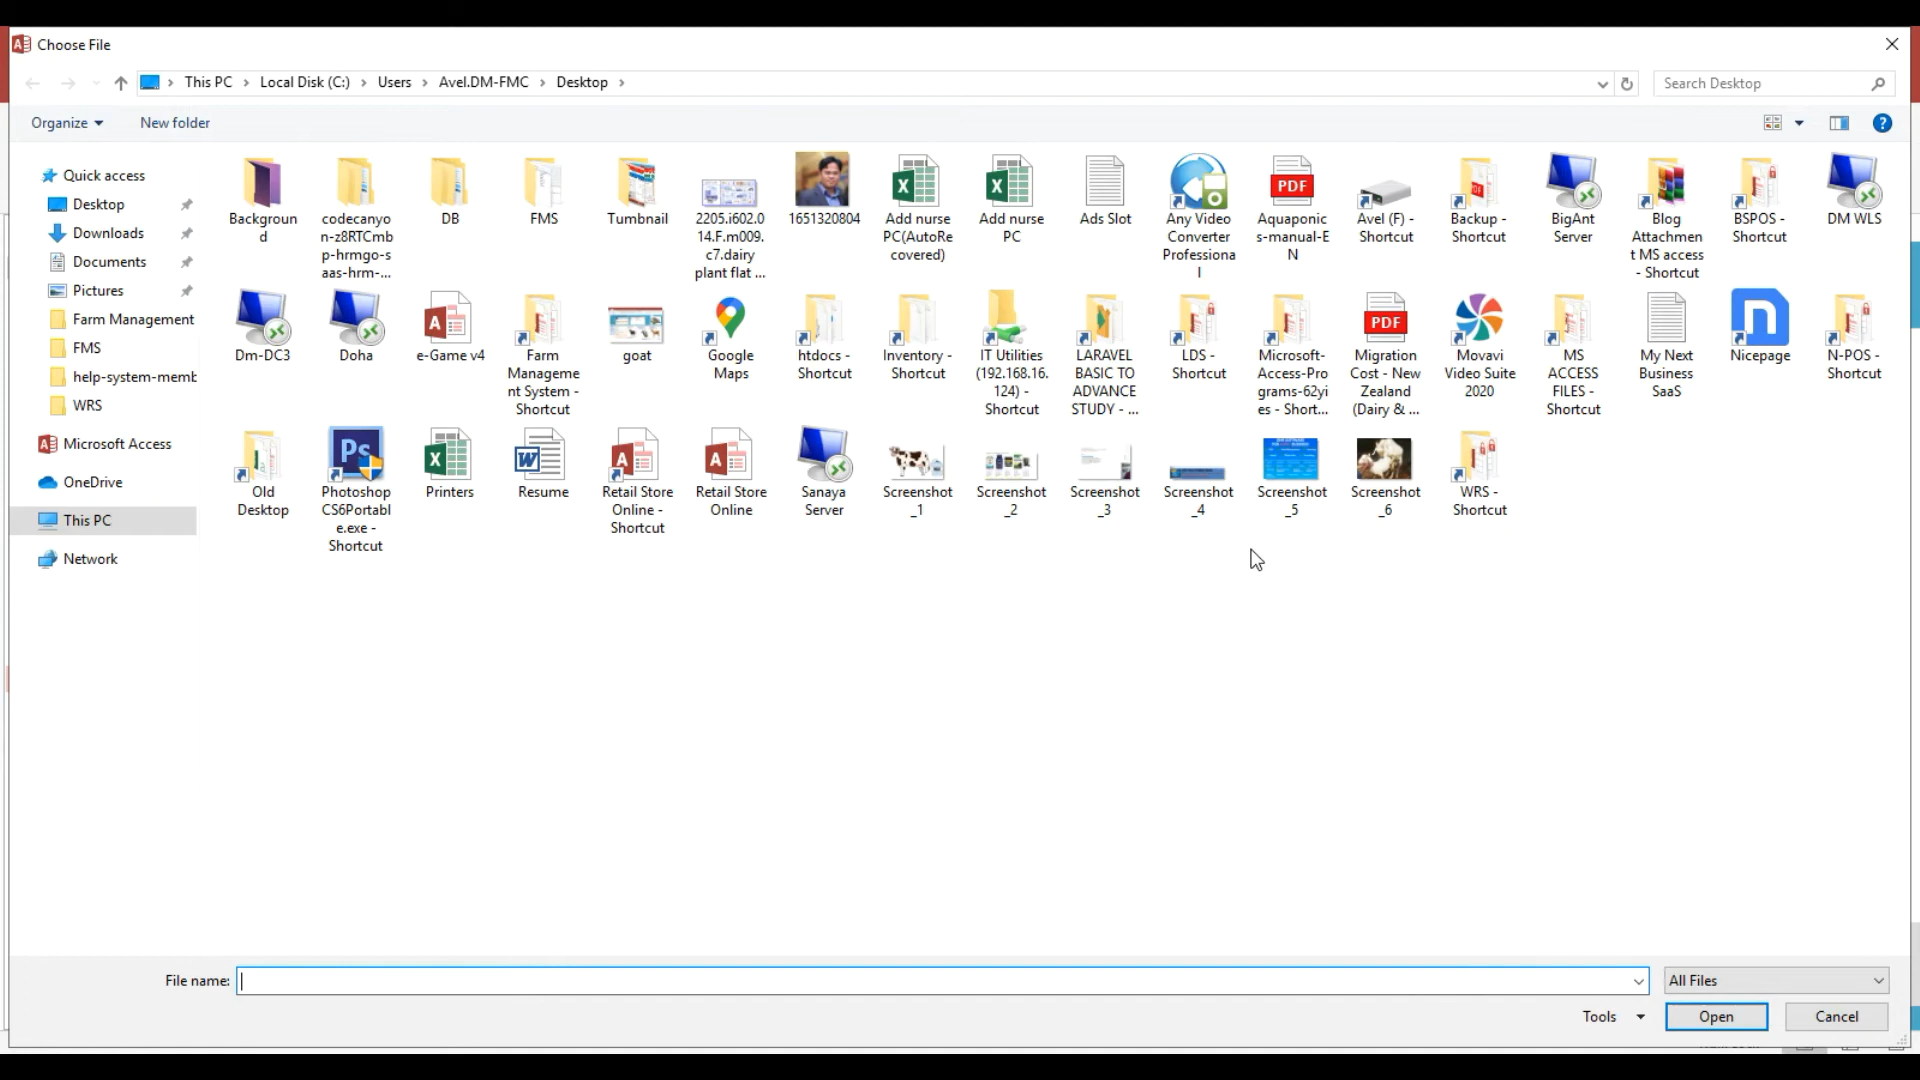 Choose File
This PC > Local Disk (C:) > Users > Avel.DM-FMC > Desktop >
Search Desktop
Organize
New folder
Quick access
Desktop
Downloads
Documents
Pictures
Farm Management
FMS
help-system-memb
WRS
Microsoft Access
OneDrive
This PC
Network
Backgroun
d
codecanyo
n-z8RTCmb
p-hrmgo-s
aas-hrm-...
DB
FMS
Tumbnail
2205.i602.0
14.F.m009.
c7.dairy
plant flat ...
1651320804
Add nurse
PC(AutoRe
covered)
Add nurse
PC
Ads Slot
Any Video
Converter
Professiona
l
PDF
Aquaponic
s-manual-E
N
Avel (F) -
Shortcut
Backup -
Shortcut
BigAnt
Server
Blog
Attachmen
t MS access
- Shortcut
BSPOS -
Shortcut
DM WLS
Dm-DC3
Doha
e-Game v4
Farm
Manageme
nt System -
Shortcut
goat
Google
Maps
htdocs -
Shortcut
Inventory -
Shortcut
IT Utilities
(192.168.16.
124) -
Shortcut
LARAVEL
BASIC TO
ADVANCE
STUDY - ...
LDS -
Shortcut
Microsoft-
Access-Pro
grams-62yi
es - Short...
PDF
Migration
Cost - New
Zealand
(Dairy & ...
Movavi
Video Suite
2020
MS
ACCESS
FILES -
Shortcut
My Next
Business
SaaS
Nicepage
N-POS -
Shortcut
Old
Desktop
Ps
Photoshop
CS6Portabl
e.exe -
Shortcut
Printers
Resume
Retail Store
Online -
Shortcut
Retail Store
Online
Sanaya
Server
Screenshot
_1
Screenshot
_2
Screenshot
_3
Screenshot
_4
Screenshot
_5
Screenshot
_6
WRS -
Shortcut
File name:
All Files
Tools
Open
Cancel